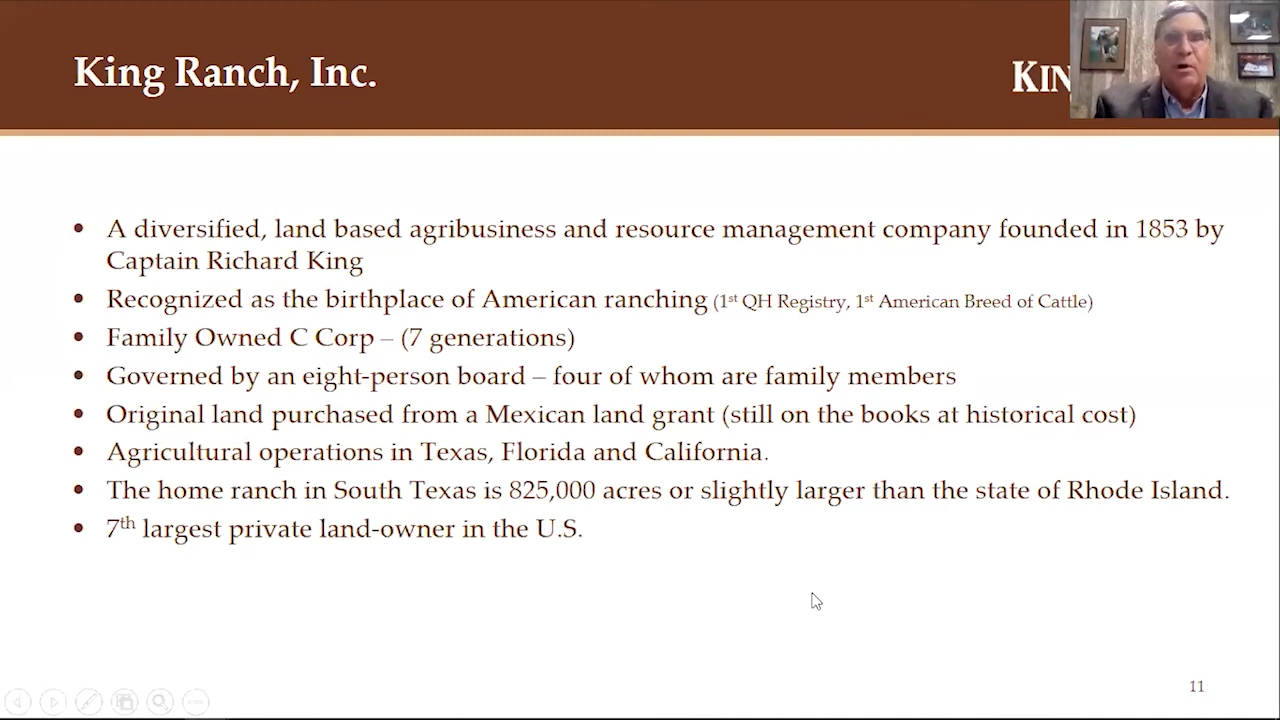 King Ranch, Inc.
KIN
• A diversified, land based agribusiness and resource management company founded in 1853 by
Captain Richard King
• Recognized as the birthplace of American ranching (1st QH Registry, 1st American Breed of Cattle)
• Family Owned C Corp – (7 generations)
• Governed by an eight-person board – four of whom are family members
• Original land purchased from a Mexican land grant (still on the books at historical cost)
• Agricultural operations in Texas, Florida and California.
• The home ranch in South Texas is 825,000 acres or slightly larger than the state of Rhode Island.
• 7th largest private land-owner in the U.S.
11